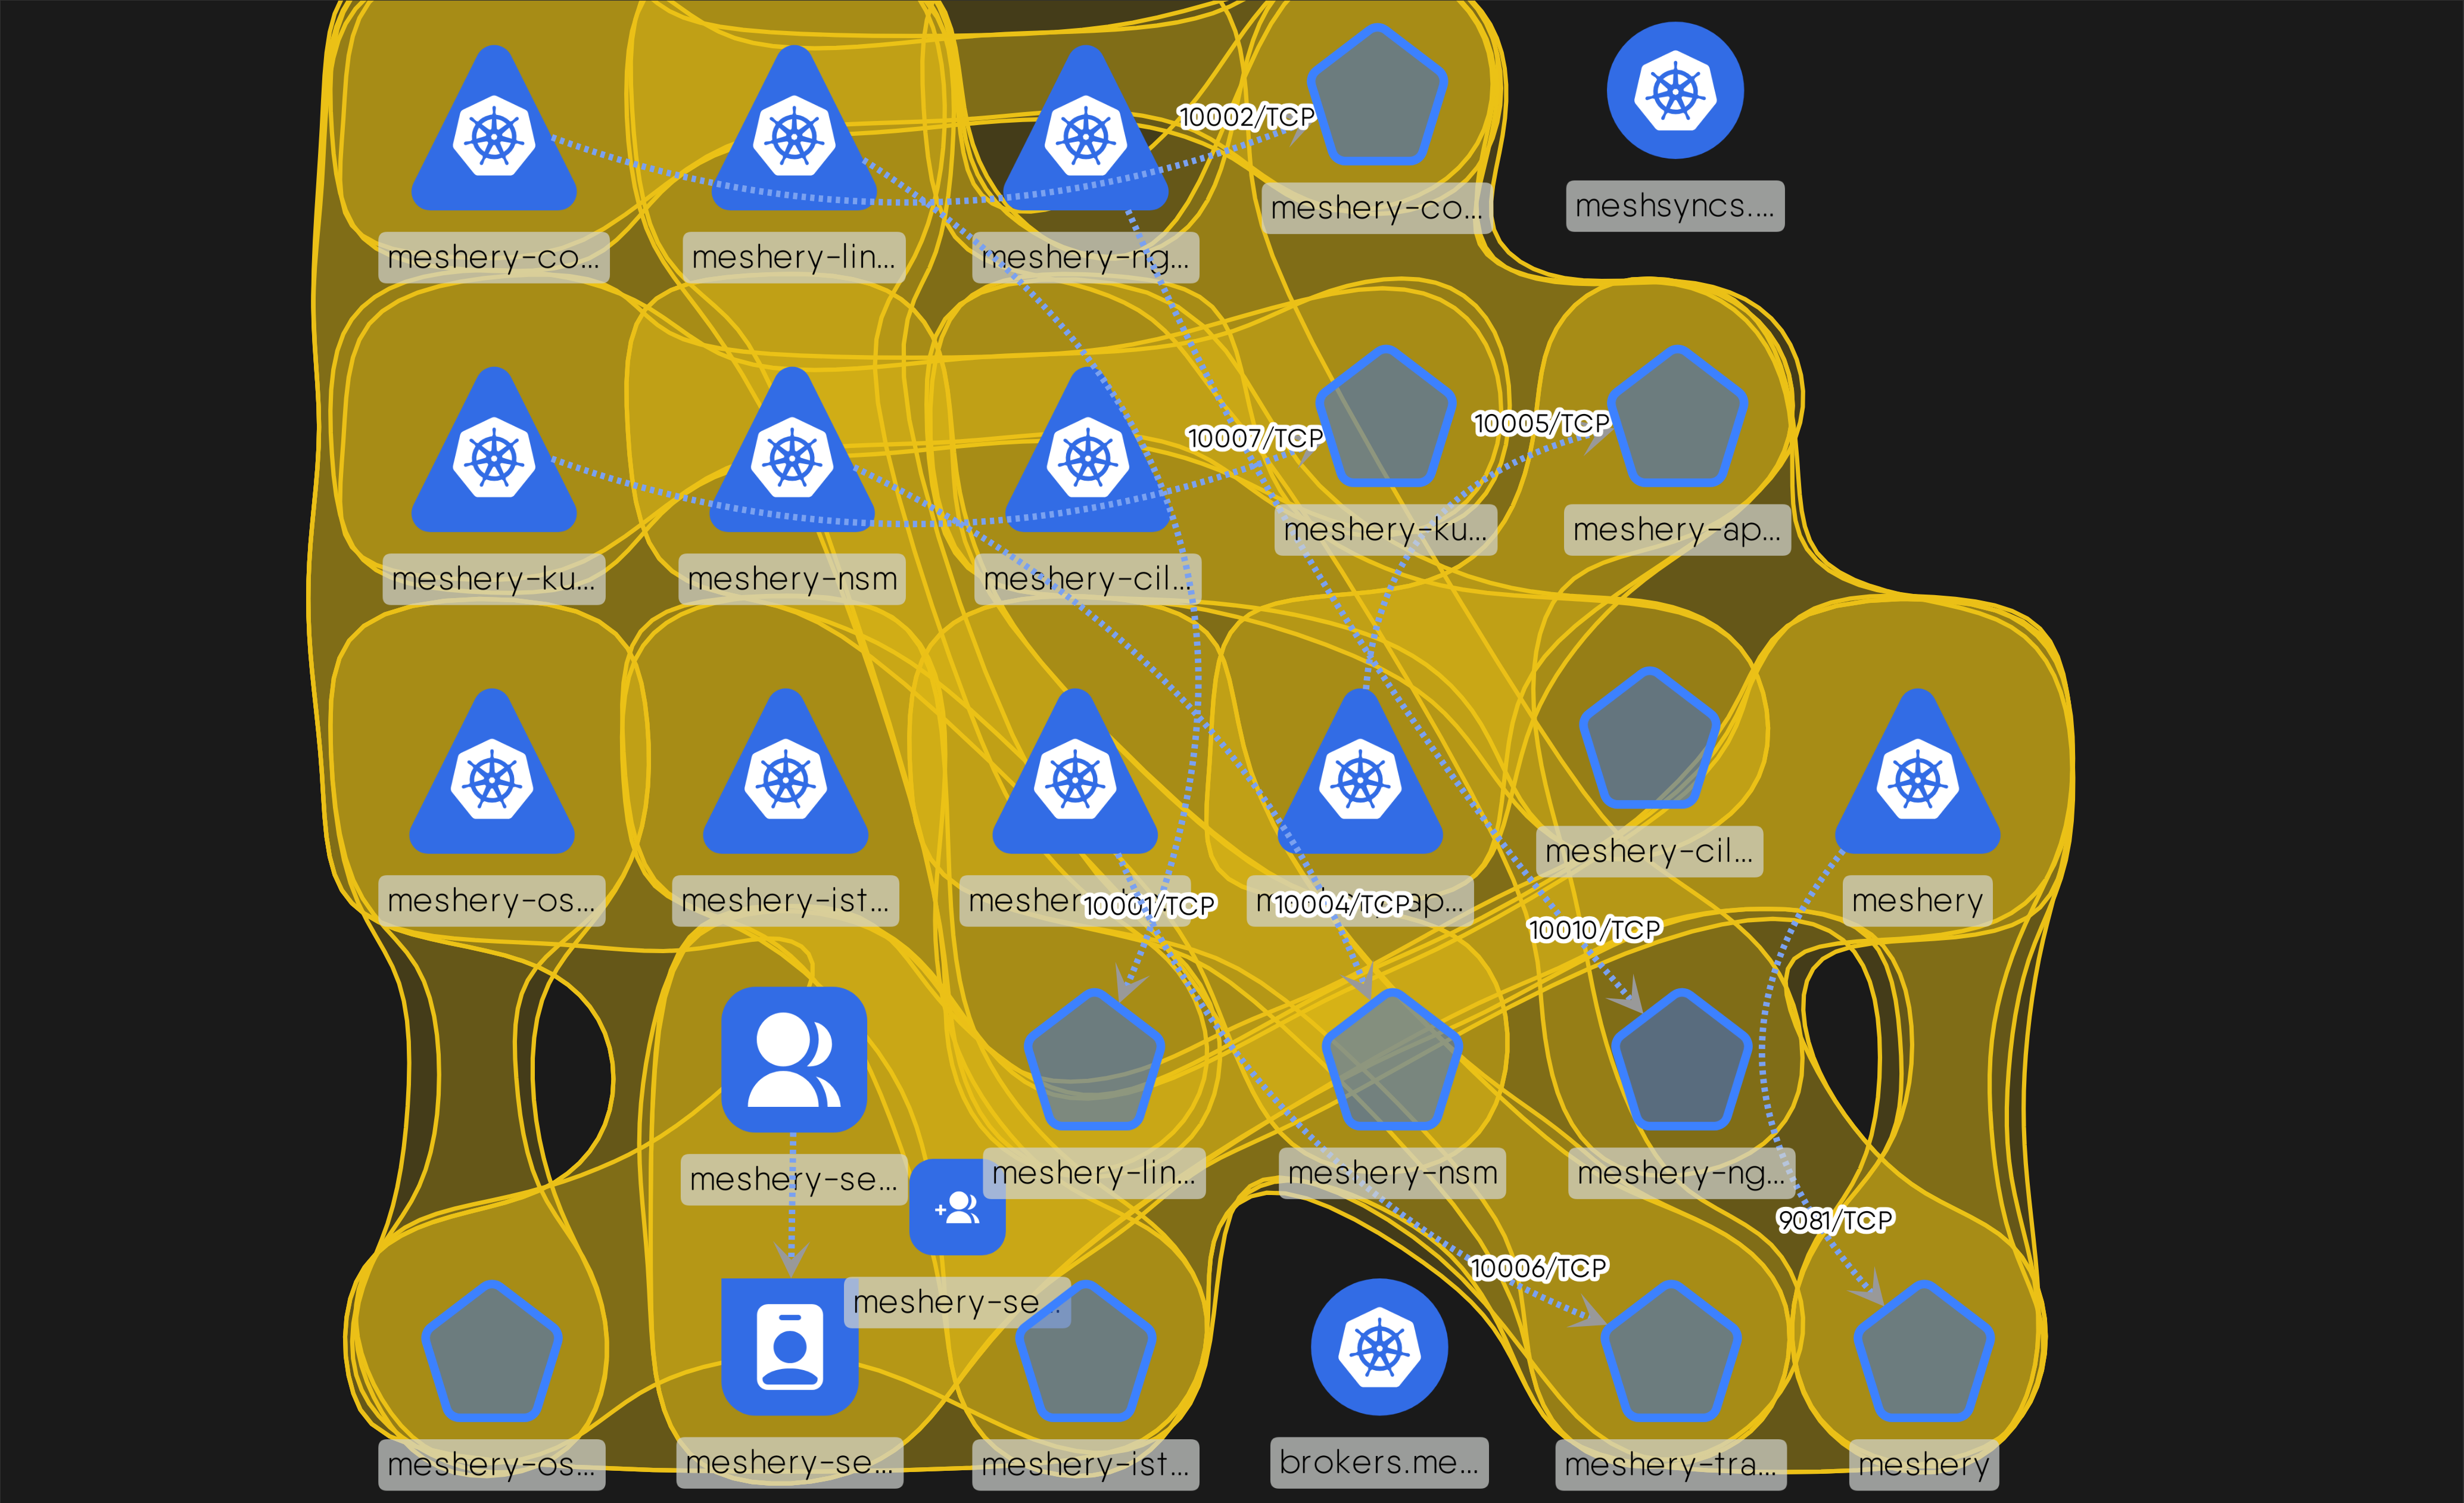 10002/TCP
meshery-co...
meshery-lin...
meshery-ng...
meshery-co...
meshsyncs....
10007/TCP
10005/TCP
meshery-ku...
meshery-nsm
meshery-cil...
meshery-ku...
meshery-ap...
meshery-os...
meshery-ist...
10001/TCP
10004/TCP
meshery-cil...
meshery
10010/TCP
meshery-se...
meshery-lin...
meshery-nsm
meshery-ng...
9081/TCP
meshery-se...
10006/TCP
meshery-os...
meshery-se...
meshery-ist...
brokers.me...
meshery-tra...
meshery